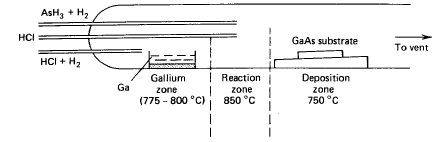 AsH3 + H2
HCl
HCl + H2
Ga
GaAs substrate
To vent
Gallium zone (775 – 800 °C)
Reaction zone 850 °C
Deposition zone 750 °C